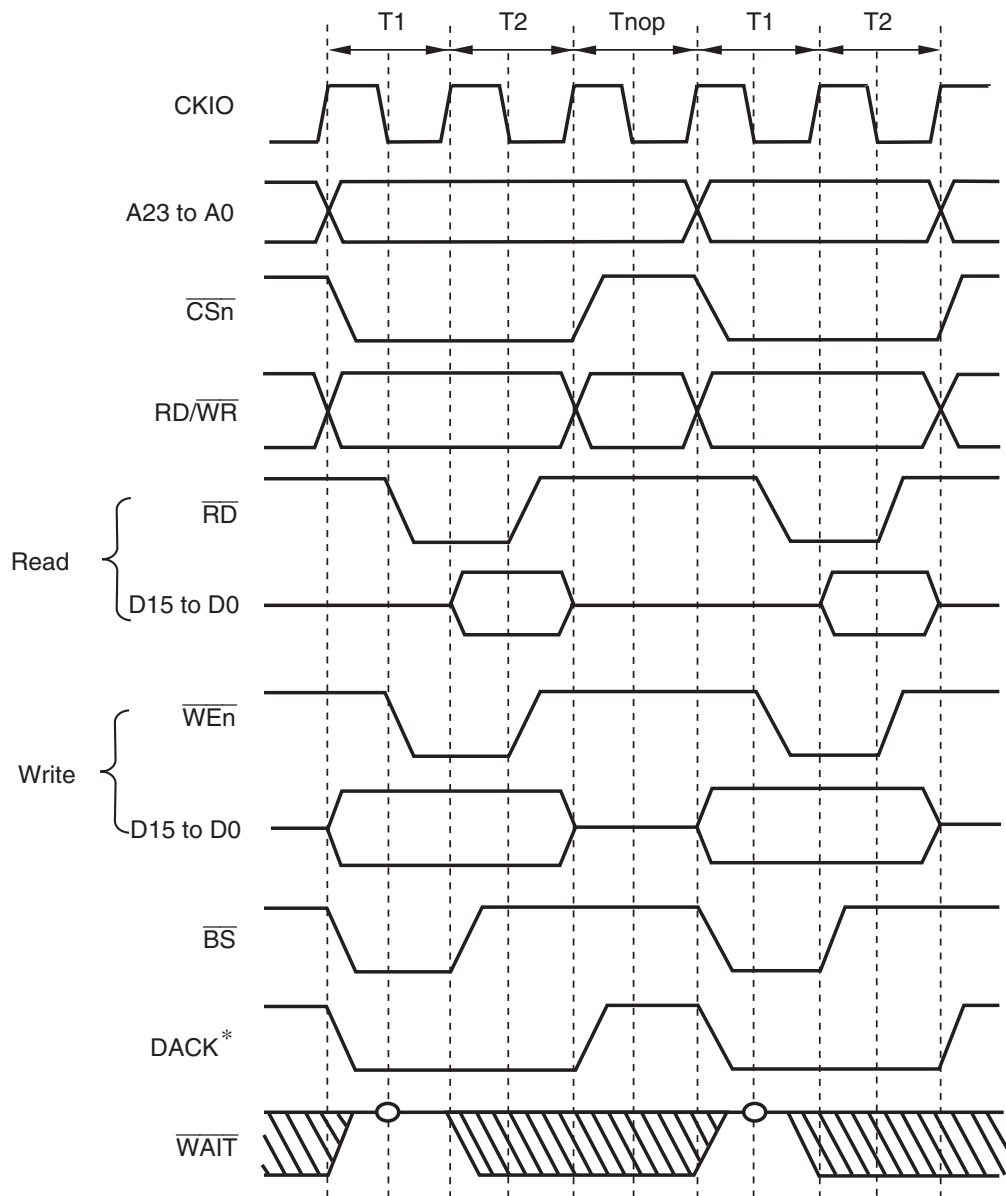 T1 T2 Tnop T1 T2
CKIO
A23 to A0
CSn
RD/WR
Read
RD
D15 to D0
Write
WEn
D15 to D0
BS
DACK*
WAIT